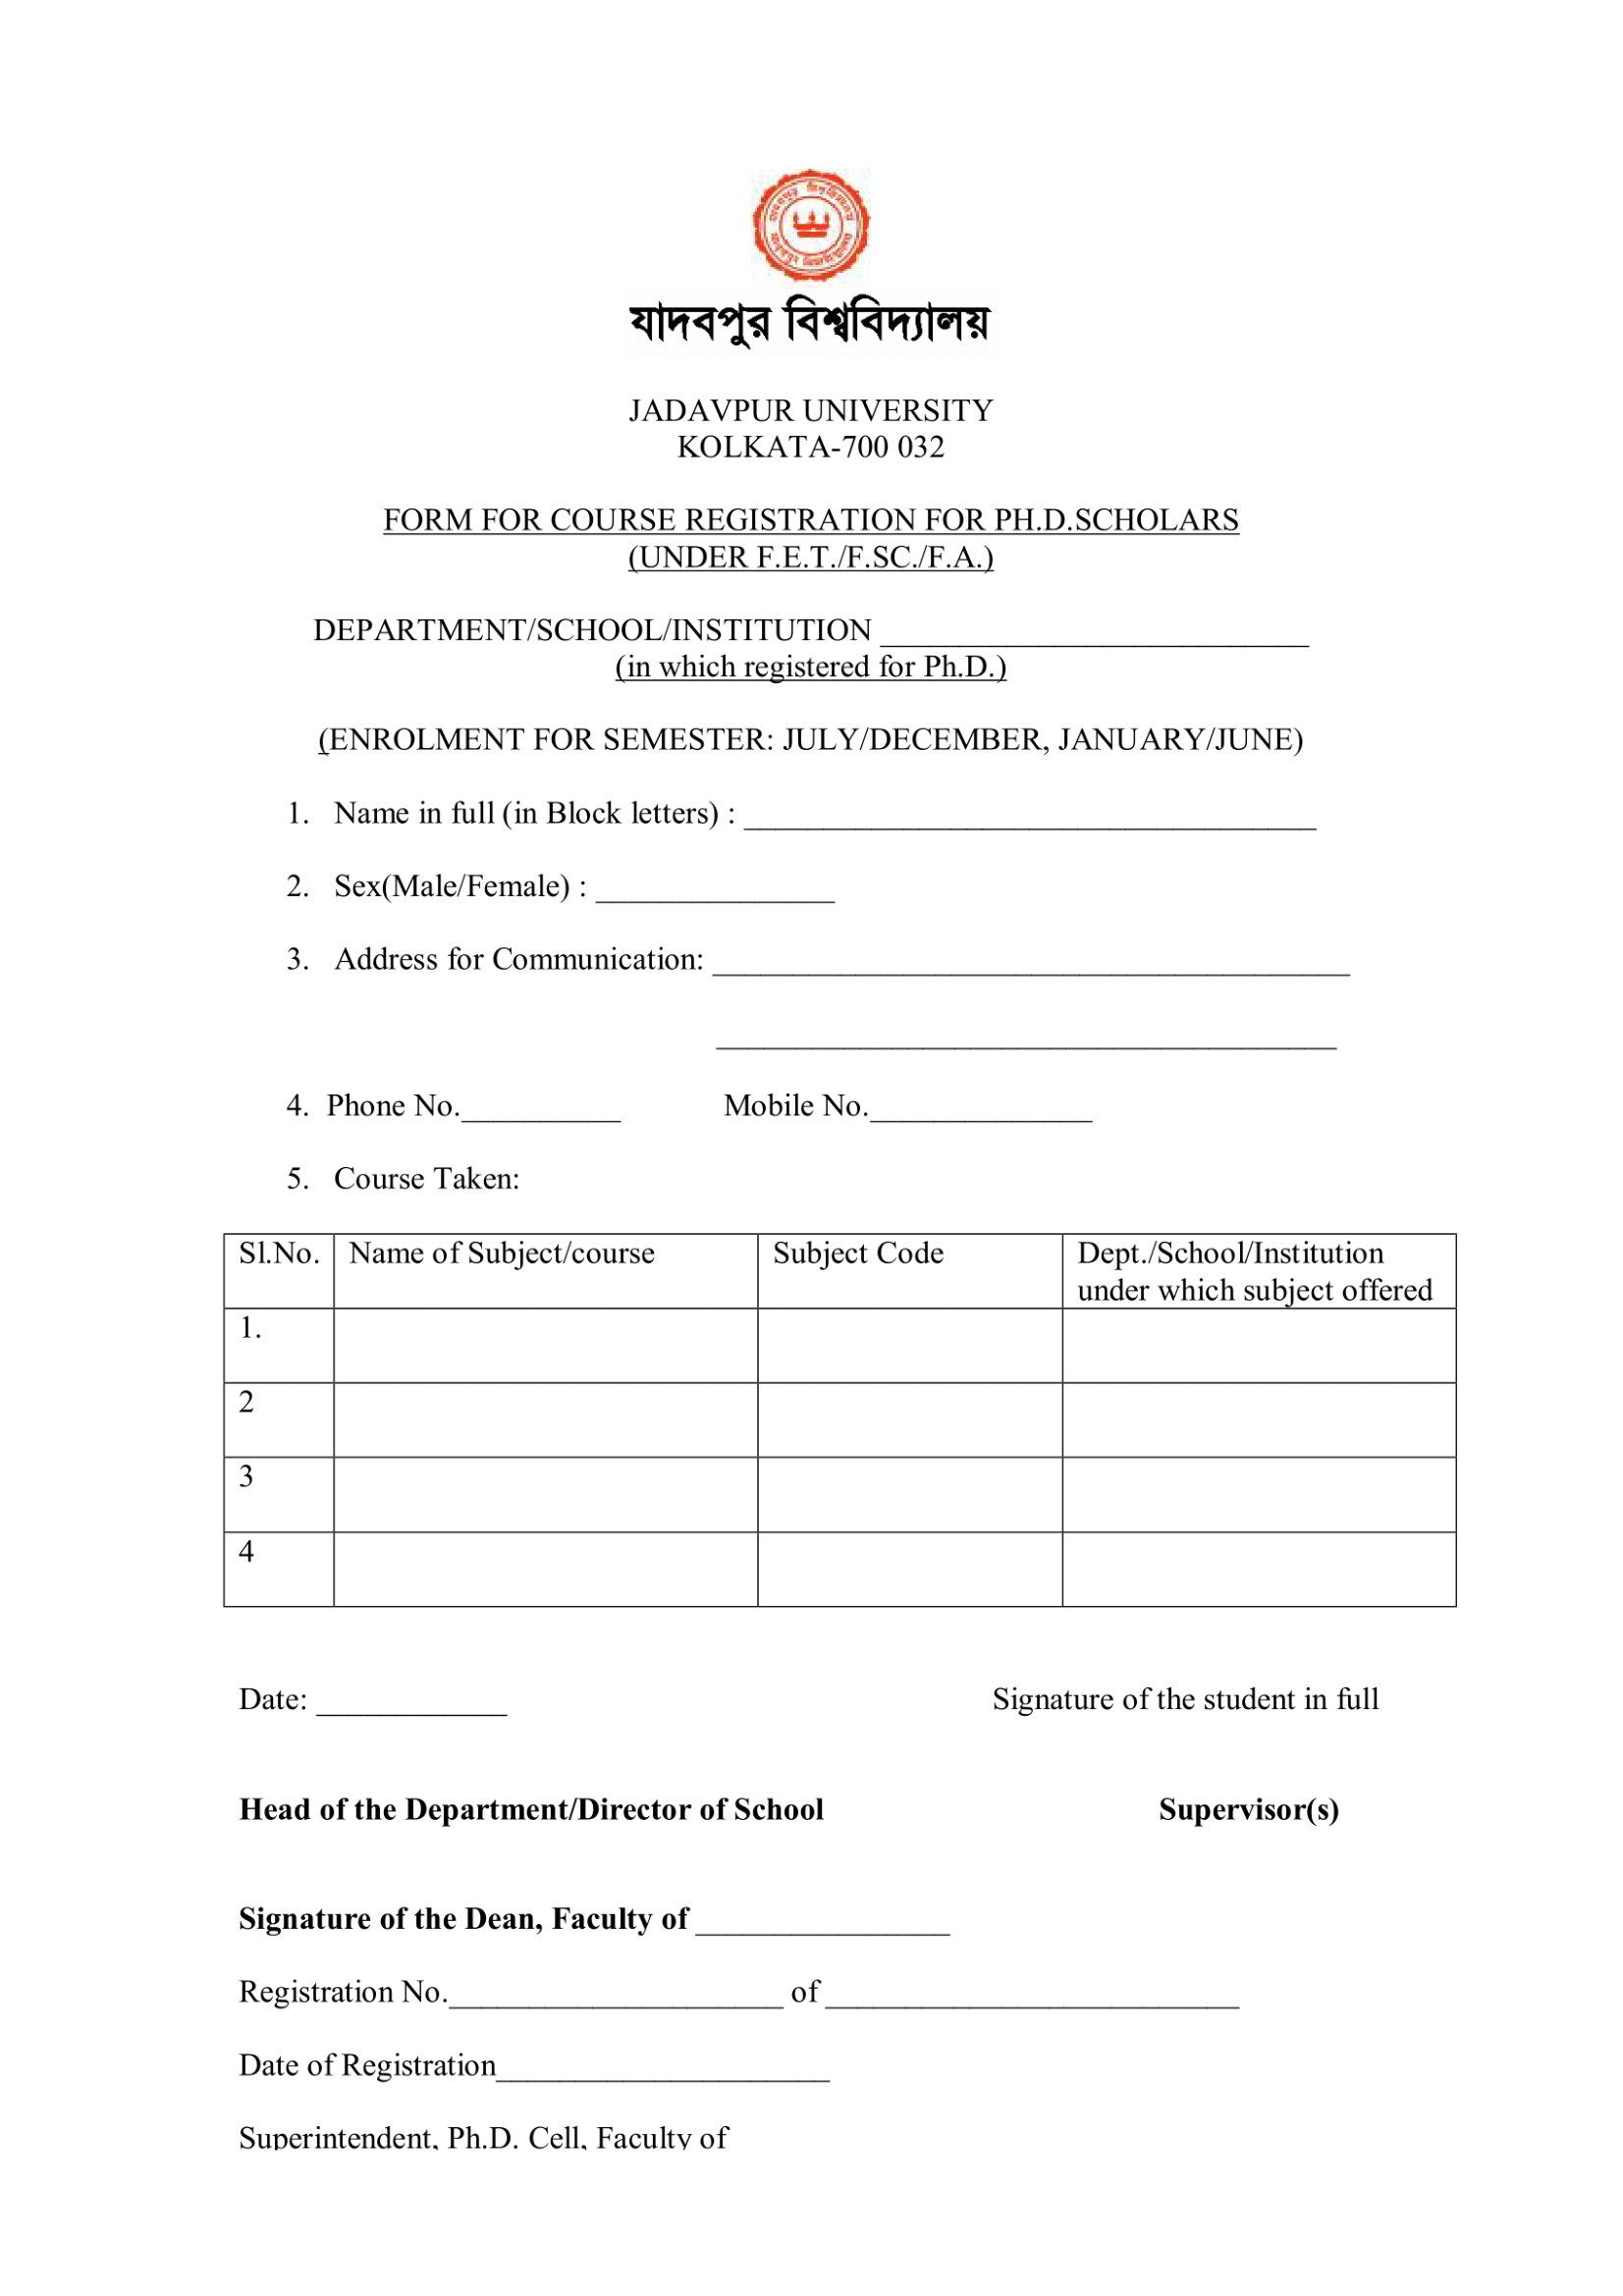 যাদবপুর বিশ্ববিদ্যালয়
যাদবপুর বিশ্ববিদ্যালয়
JADAVPUR UNIVERSITY
KOLKATA-700 032
FORM FOR COURSE REGISTRATION FOR PH.D.SCHOLARS
(UNDER F.E.T./F.SC./F.A.)
DEPARTMENT/SCHOOL/INSTITUTION ___________________________
(in which registered for Ph.D.)
(ENROLMENT FOR SEMESTER: JULY/DECEMBER, JANUARY/JUNE)
1. Name in full (in Block letters) : ____________________________________
2. Sex(Male/Female) : _______________
3. Address for Communication: ________________________________________
_______________________________________
4. Phone No.__________ Mobile No.______________
5. Course Taken:
Sl.No. Name of Subject/course Subject Code Dept./School/Institution
under which subject offered
1.
2
3
4
Date: ____________ Signature of the student in full
Head of the Department/Director of School Supervisor(s)
Signature of the Dean, Faculty of ________________
Registration No._____________________ of __________________________
Date of Registration_____________________
Superintendent, Ph.D. Cell, Faculty of